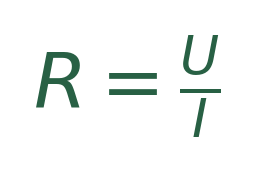 R = U/I